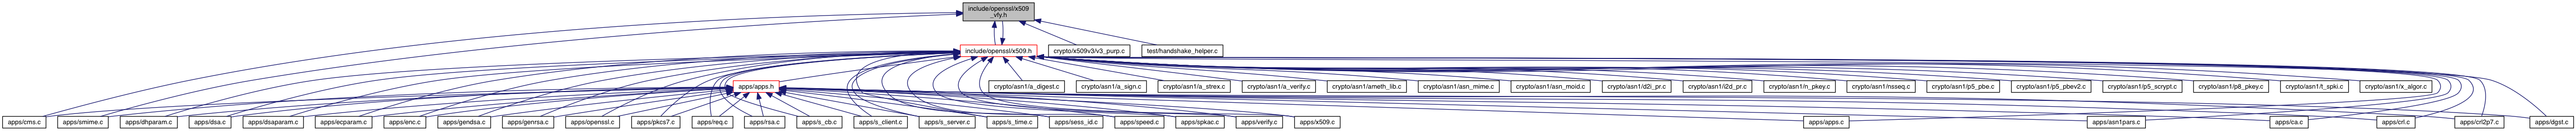 include/openssl/x509
_vfy.h
include/openssl/x509.h
crypto/x509v3/v3_purp.c
test/handshake_helper.c
apps/apps.h
crypto/asn1/a_digest.c
crypto/asn1/a_sign.c
crypto/asn1/a_strex.c
crypto/asn1/a_verify.c
crypto/asn1/ameth_lib.c
crypto/asn1/asn_mime.c
crypto/asn1/asn_moid.c
crypto/asn1/d2i_pr.c
crypto/asn1/i2d_pr.c
crypto/asn1/n_pkey.c
crypto/asn1/nsseq.c
crypto/asn1/p5_pbe.c
crypto/asn1/p5_pbev2.c
crypto/asn1/p5_scrypt.c
crypto/asn1/p8_pkey.c
crypto/asn1/t_spki.c
crypto/asn1/x_algor.c
apps/cms.c
apps/smime.c
apps/dhparam.c
apps/dsa.c
apps/dsaparam.c
apps/ecparam.c
apps/enc.c
apps/gendsa.c
apps/genrsa.c
apps/openssl.c
apps/pkcs7.c
apps/req.c
apps/rsa.c
apps/s_cb.c
apps/s_client.c
apps/s_server.c
apps/s_time.c
apps/sess_id.c
apps/speed.c
apps/spkac.c
apps/verify.c
apps/x509.c
apps/apps.c
apps/asn1pars.c
apps/ca.c
apps/crl.c
apps/crl2p7.c
apps/dgst.c